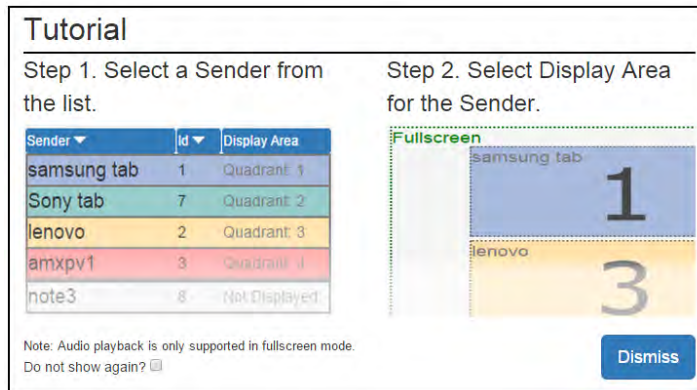 Tutorial
Step 1. Select a Sender from
the list.
Sender Id Display Area
samsung tab 1 Quadrant: 1
Sony tab 7 Quadrant: 2
lenovo 2 Quadrant: 3
amxpv1 3 Quadrant: 4
note3 8 Not Displayed
Note: Audio playback is only supported in fullscreen mode.
Do not show again?
Step 2. Select Display Area
for the Sender.
Fullscreen
samsung tab
1
lenovo
3
Dismiss